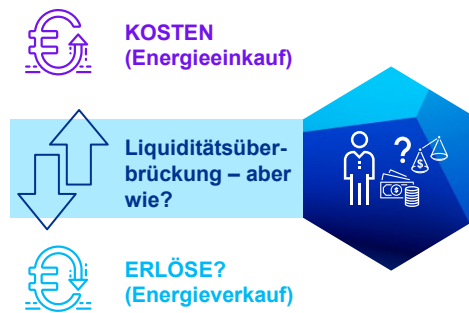 KOSTEN
(Energieeinkauf)
Liquiditätsüber-
brückung – aber
wie?
ERLÖSE?
(Energieverkauf)